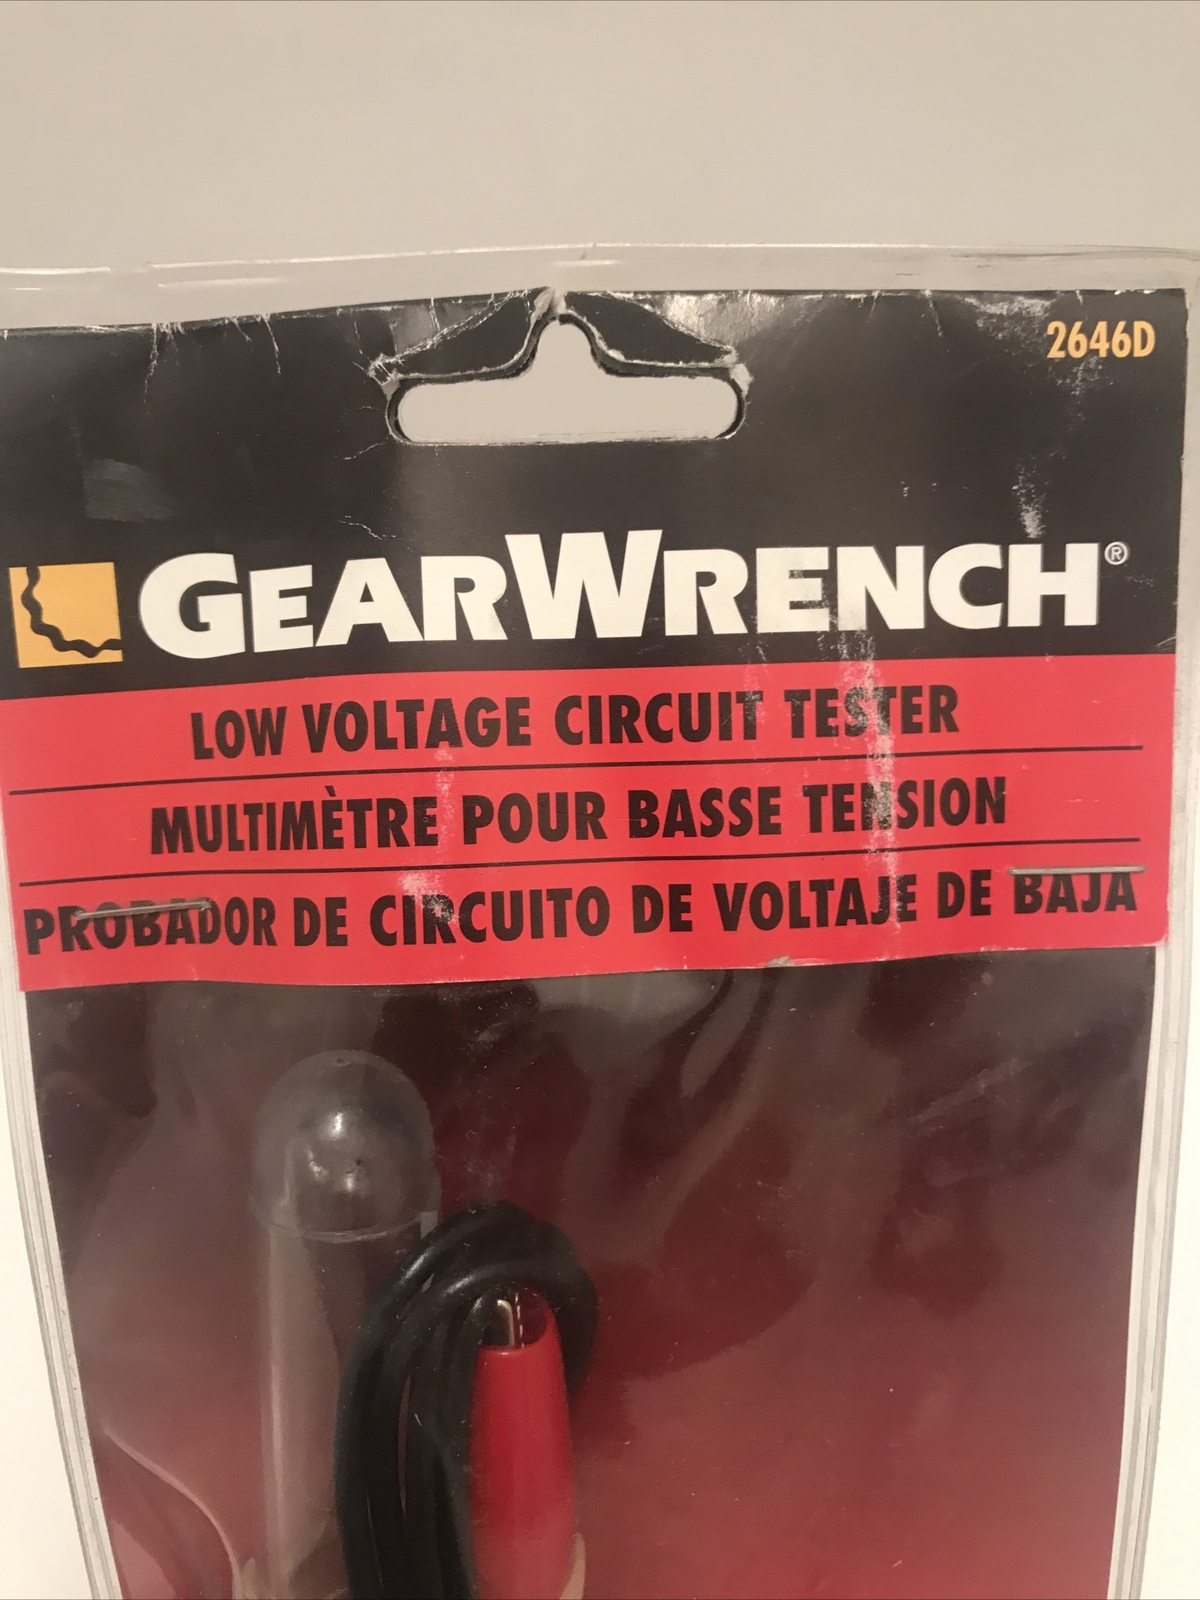 2646D
GEARWRENCH®
LOW VOLTAGE CIRCUIT TESTER
MULTIMÈTRE POUR BASSE TENSION
PROBADOR DE CIRCUITO DE VOLTAJE DE BAJA